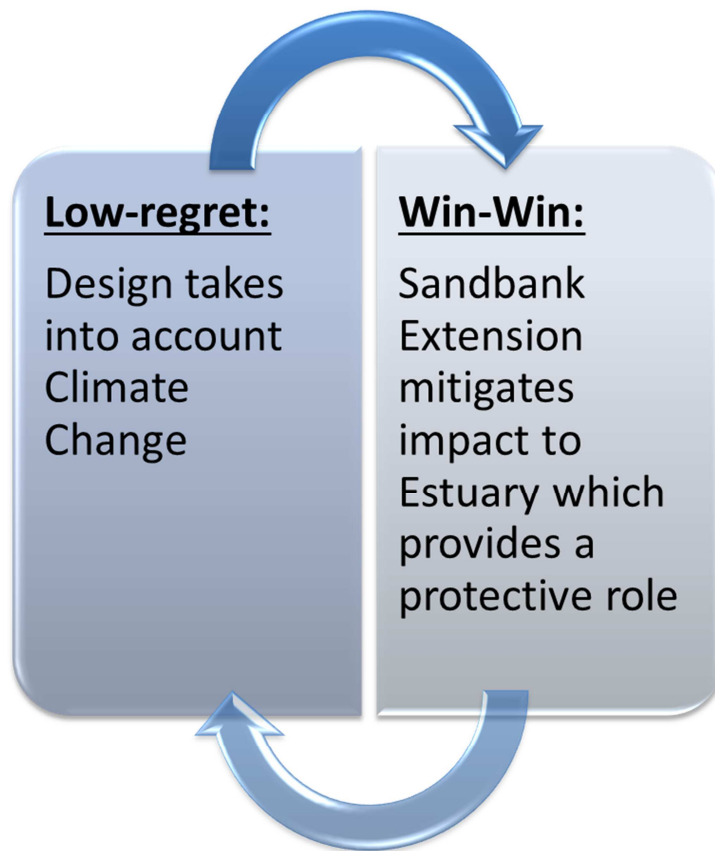 Low-regret:
Design takes
into account
Climate
Change
Win-Win:
Sandbank
Extension
mitigates
impact to
Estuary which
provides a
protective role